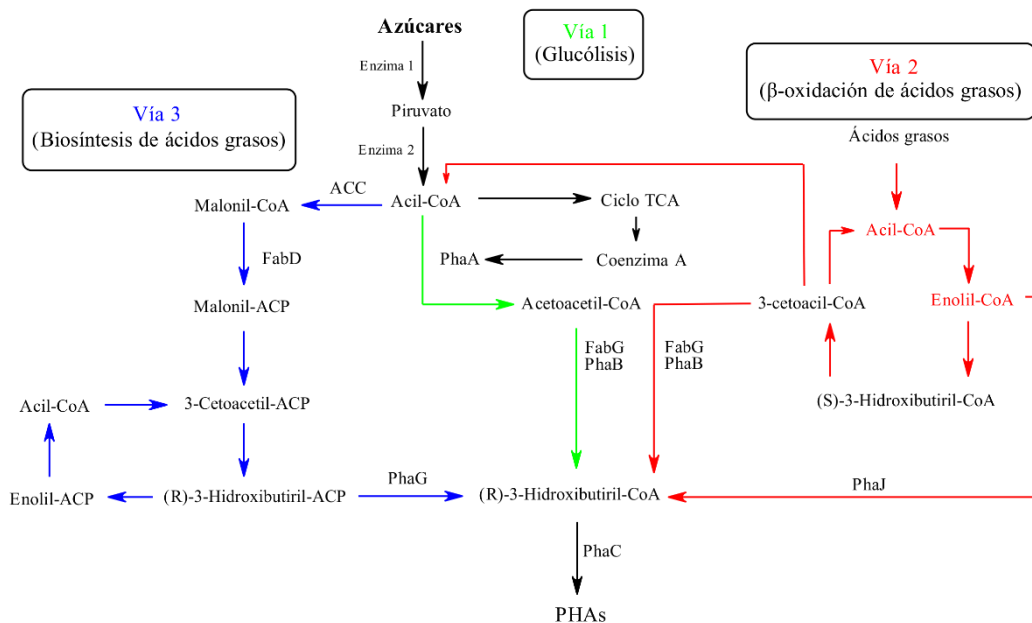 Azúcares
Vía 1
(Glucólisis)
Enzima 1
Vía 2
(β-oxidación de ácidos grasos)
Vía 3
(Biosíntesis de ácidos grasos)
Piruvato
Ácidos grasos
Enzima 2
ACC
Malonil-CoA
Acil-CoA
Ciclo TCA
Acil-CoA
FabD
PhaA
Coenzima A
Malonil-ACP
Acetoacetil-CoA
3-cetoacil-CoA
Enolil-CoA
FabG
PhaB
FabG
PhaB
Acil-CoA
3-Cetoacetil-ACP
(S)-3-Hidroxibutiril-CoA
Enolil-ACP
(R)-3-Hidroxibutiril-ACP
PhaG
(R)-3-Hidroxibutiril-CoA
PhaJ
PhaC
PHAs